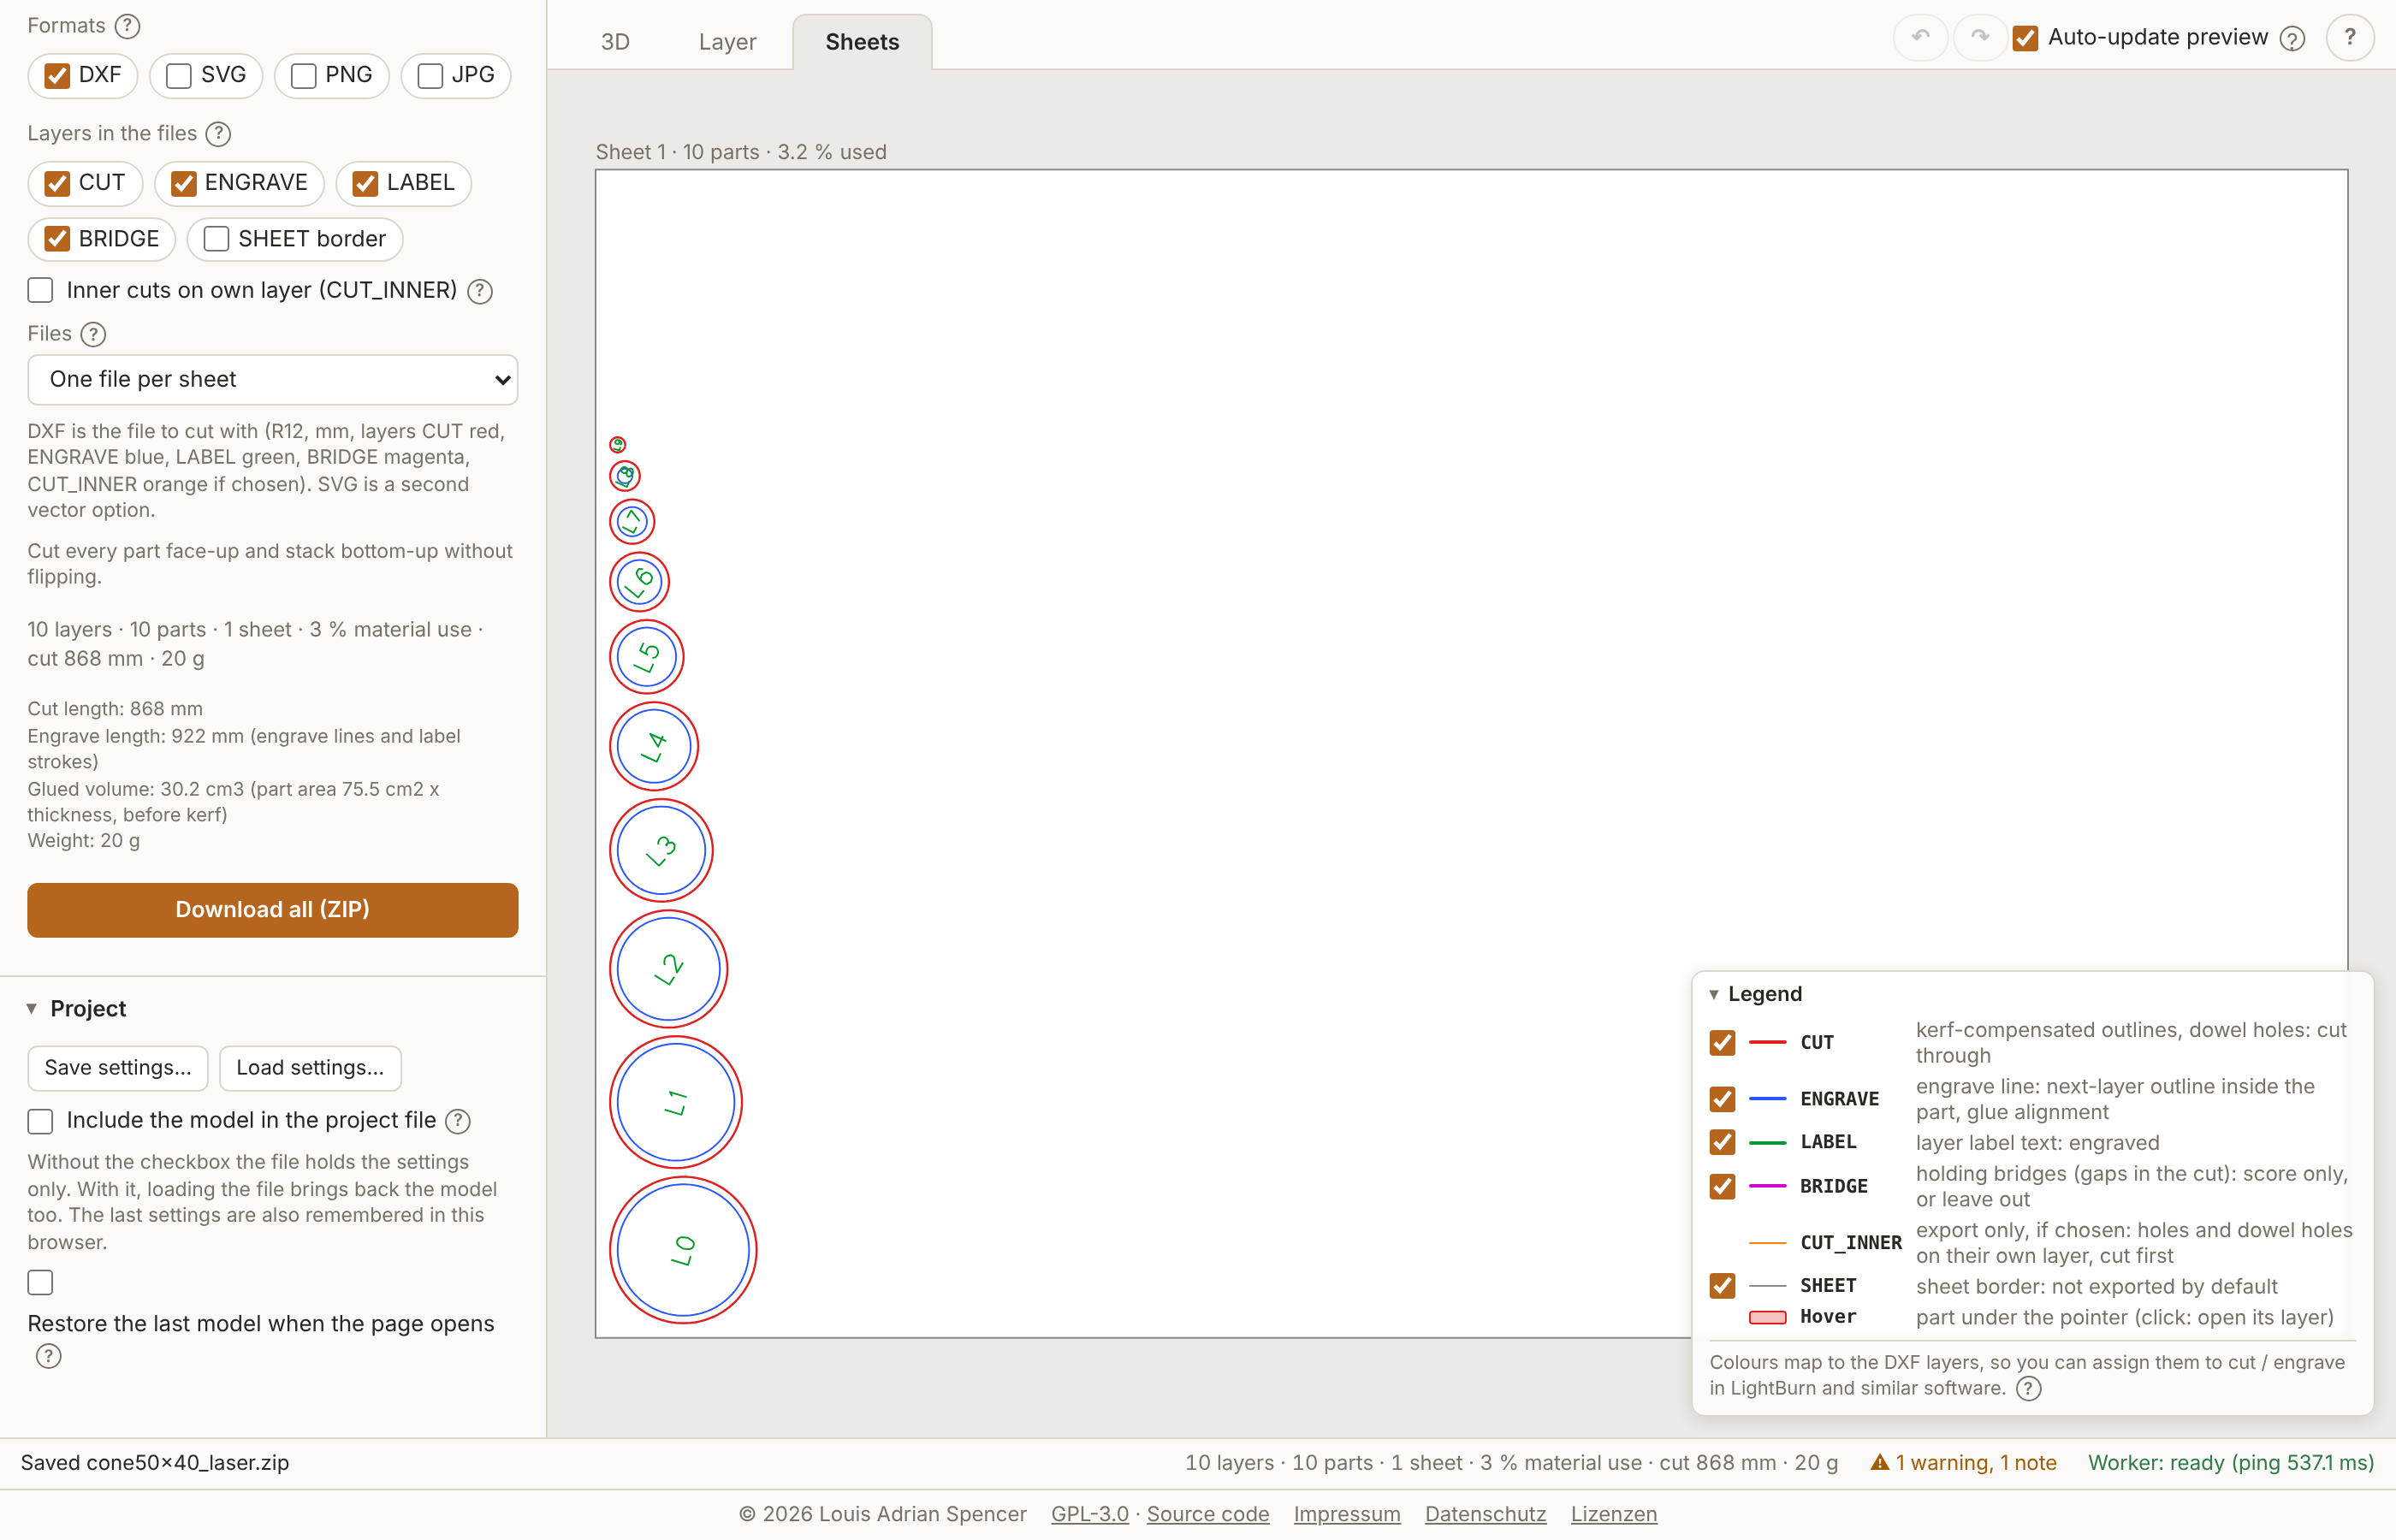 Formats ?
DXF SVG PNG JPG
Layers in the files ?
CUT ENGRAVE LABEL
BRIDGE SHEET border
Inner cuts on own layer (CUT_INNER) ?
Files ?
One file per sheet
DXF is the file to cut with (R12, mm, layers CUT red,
ENGRAVE blue, LABEL green, BRIDGE magenta,
CUT_INNER orange if chosen). SVG is a second
vector option.
Cut every part face-up and stack bottom-up without
flipping.
10 layers · 10 parts · 1 sheet · 3 % material use ·
cut 868 mm · 20 g
Cut length: 868 mm
Engrave length: 922 mm (engrave lines and label
strokes)
Glued volume: 30.2 cm3 (part area 75.5 cm2 x
thickness, before kerf)
Weight: 20 g
Download all (ZIP)
▼ Project
Save settings...
Load settings...
Include the model in the project file ?
Without the checkbox the file holds the settings
only. With it, loading the file brings back the model
too. The last settings are also remembered in this
browser.
Restore the last model when the page opens
?
3D Layer Sheets
↶ ↷ Auto-update preview ? ?
Sheet 1 · 10 parts · 3.2 % used
L9
L8
L7
L6
L5
L4
L3
L2
L1
L0
▼ Legend
CUT kerf-compensated outlines, dowel holes: cut
through
ENGRAVE engrave line: next-layer outline inside the
part, glue alignment
LABEL layer label text: engraved
BRIDGE holding bridges (gaps in the cut): score only,
or leave out
CUT_INNER export only, if chosen: holes and dowel holes
on their own layer, cut first
SHEET sheet border: not exported by default
Hover part under the pointer (click: open its layer)
Colours map to the DXF layers, so you can assign them to cut / engrave
in LightBurn and similar software. ?
Saved cone50×40_laser.zip
10 layers · 10 parts · 1 sheet · 3 % material use · cut 868 mm · 20 g
⚠ 1 warning, 1 note
Worker: ready (ping 537.1 ms)
© 2026 Louis Adrian Spencer GPL-3.0 · Source code Impressum Datenschutz Lizenzen